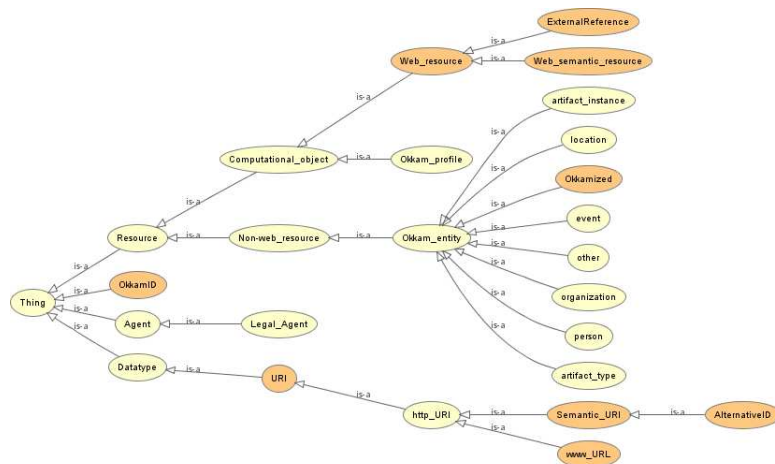 ExternalReference
is-a
Web_resource
is-a
Web_semantic_resource
is-a
artifact_instance
is-a
location
is-a
Computational_object
is-a
Okkam_profile
is-a
Okkamized
is-a
is-a
event
is-a
Resource
is-a
Non-web_resource
is-a
Okkam_entity
is-a
other
is-a
OkkamID
is-a
organization
Thing
is-a
Agent
is-a
Legal_Agent
is-a
person
is-a
Datatype
is-a
URI
is-a
artifact_type
is-a
http_URI
is-a
Semantic_URI
is-a
AlternativeID
is-a
www_URL